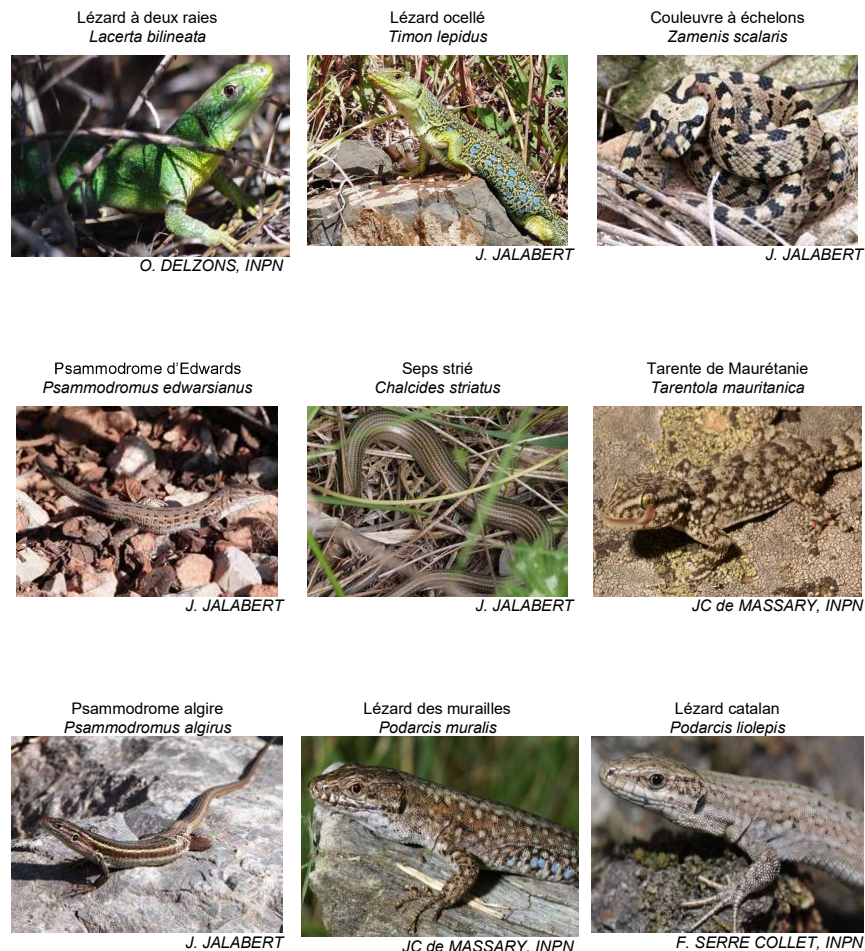 Lézard à deux raies
Lacerta bilineata
Lézard ocellé
Timon lepidus
Couleuvre à échelons
Zamenis scalaris
O. DELZONS, INPN
J. JALABERT
J. JALABERT
Psammodrome d'Edwards
Psammodromus edwarsianus
Seps strié
Chalcides striatus
Tarente de Maurétanie
Tarentola mauritanica
J. JALABERT
J. JALABERT
JC de MASSARY, INPN
Psammodrome algire
Psammodromus algirus
Lézard des murailles
Podarcis muralis
Lézard catalan
Podarcis liolepis
J. JALABERT
JC de MASSARY, INPN
F. SERRE COLLET, INPN